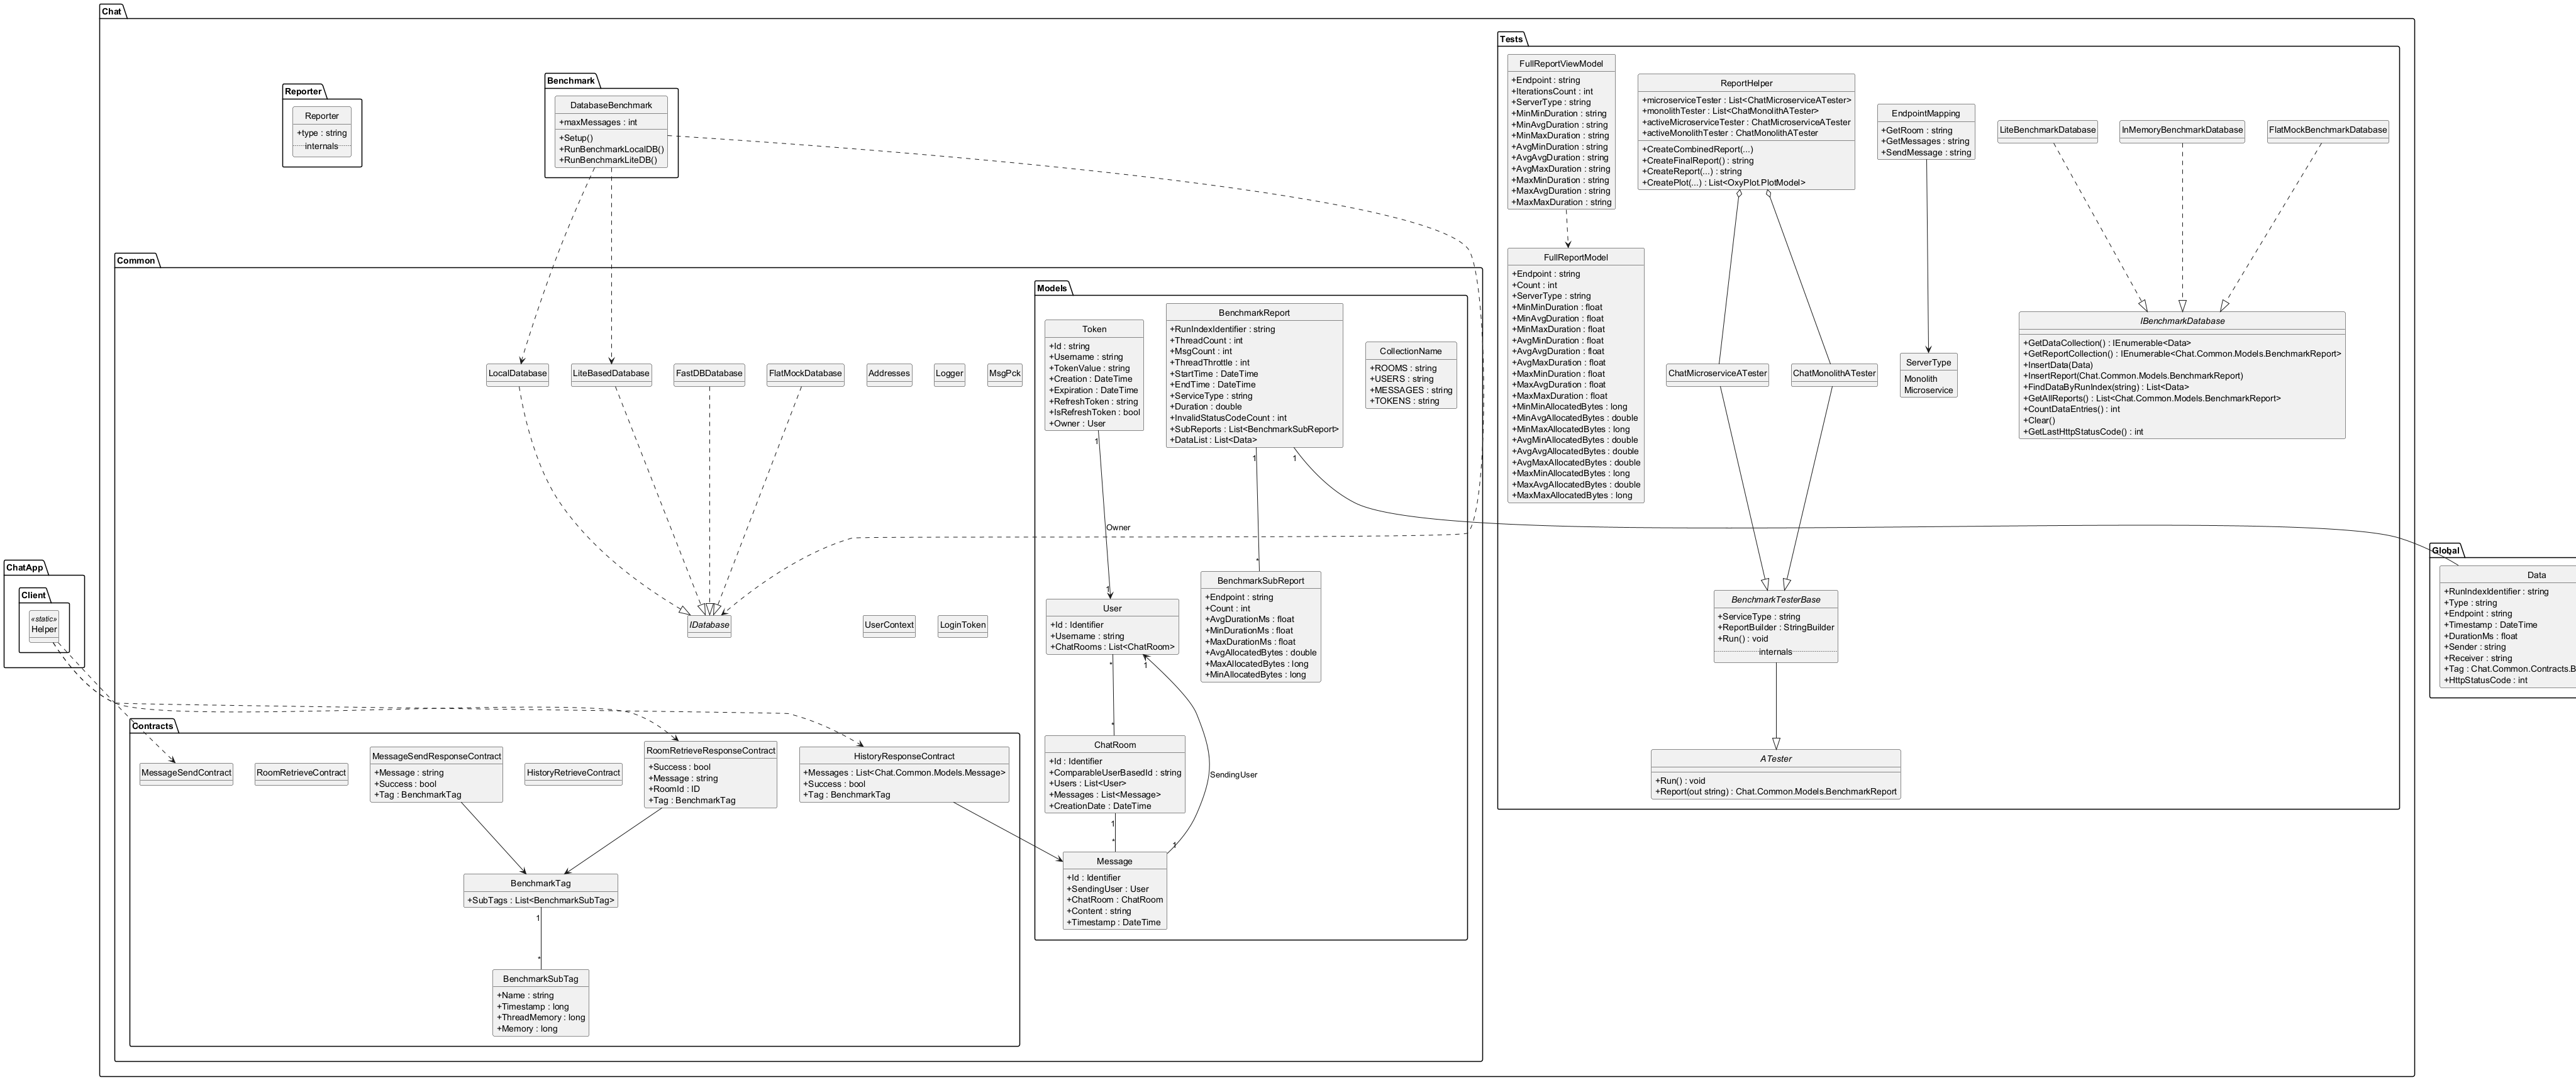 Chat
Reporter
Reporter
+type : string
internals
Benchmark
DatabaseBenchmark
+maxMessages : int
+Setup()
+RunBenchmarkLocalDB()
+RunBenchmarkLiteDB()
Tests
FullReportViewModel
+Endpoint : string
+IterationsCount : int
+ServerType : string
+MinMinDuration : string
+MinAvgDuration : string
+MinMaxDuration : string
+AvgMinDuration : string
+AvgAvgDuration : string
+AvgMaxDuration : string
+MaxMinDuration : string
+MaxAvgDuration : string
+MaxMaxDuration : string
ReportHelper
+microserviceTester : List<ChatMicroserviceATester>
+monolithTester : List<ChatMonolithATester>
+activeMicroserviceTester : ChatMicroserviceATester
+activeMonolithTester : ChatMonolithATester
+CreateCombinedReport(...)
+CreateFinalReport() : string
+CreateReport(...) : string
+CreatePlot(...) : List<OxyPlot.PlotModel>
EndpointMapping
+GetRoom : string
+GetMessages : string
+SendMessage : string
LiteBenchmarkDatabase
InMemoryBenchmarkDatabase
FlatMockBenchmarkDatabase
FullReportModel
+Endpoint : string
+Count : int
+ServerType : string
+MinMinDuration : float
+MinAvgDuration : float
+MinMaxDuration : float
+AvgMinDuration : float
+AvgAvgDuration : float
+AvgMaxDuration : float
+MaxMinDuration : float
+MaxAvgDuration : float
+MaxMaxDuration : float
+MinMinAllocatedBytes : long
+MinAvgAllocatedBytes : double
+MinMaxAllocatedBytes : long
+AvgMinAllocatedBytes : double
+AvgAvgAllocatedBytes : double
+AvgMaxAllocatedBytes : double
+MaxMinAllocatedBytes : long
+MaxAvgAllocatedBytes : double
+MaxMaxAllocatedBytes : long
ChatMicroserviceATester
ChatMonolithATester
ServerType
Monolith
Microservice
IBenchmarkDatabase
+GetDataCollection() : IEnumerable<Data>
+GetReportCollection() : IEnumerable<Chat.Common.Models.BenchmarkReport>
+InsertData(Data)
+InsertReport(Chat.Common.Models.BenchmarkReport)
+FindDataByRunIndex(string) : List<Data>
+GetAllReports() : List<Chat.Common.Models.BenchmarkReport>
+CountDataEntries() : int
+Clear()
+GetLastHttpStatusCode() : int
BenchmarkTesterBase
+ServiceType : string
+ReportBuilder : StringBuilder
+Run() : void
internals
ATester
+Run() : void
+Report(out string) : Chat.Common.Models.BenchmarkReport
Common
LocalDatabase
LiteBasedDatabase
FastDBDatabase
FlatMockDatabase
Addresses
Logger
MsgPck
IDatabase
UserContext
LoginToken
Models
Token
+Id : string
+Username : string
+TokenValue : string
+Creation : DateTime
+Expiration : DateTime
+RefreshToken : string
+IsRefreshToken : bool
+Owner : User
BenchmarkReport
+RunIndexIdentifier : string
+ThreadCount : int
+MsgCount : int
+ThreadThrottle : int
+StartTime : DateTime
+EndTime : DateTime
+ServiceType : string
+Duration : double
+InvalidStatusCodeCount : int
+SubReports : List<BenchmarkSubReport>
+DataList : List<Data>
CollectionName
+ROOMS : string
+USERS : string
+MESSAGES : string
+TOKENS : string
1
1
1
Owner
1
*
User
+Id : Identifier
+Username : string
+ChatRooms : List<ChatRoom>
BenchmarkSubReport
+Endpoint : string
+Count : int
+AvgDurationMs : float
+MinDurationMs : float
+MaxDurationMs : float
+AvgAllocatedBytes : double
+MaxAllocatedBytes : long
+MinAllocatedBytes : long
*
1
*
ChatRoom
+Id : Identifier
+ComparableUserBasedId : string
+Users : List<User>
+Messages : List<Message>
+CreationDate : DateTime
SendingUser
1
*
1
Message
+Id : Identifier
+SendingUser : User
+ChatRoom : ChatRoom
+Content : string
+Timestamp : DateTime
ChatApp
Client
«static»
Helper
Contracts
MessageSendContract
RoomRetrieveContract
MessageSendResponseContract
+Message : string
+Success : bool
+Tag : BenchmarkTag
HistoryRetrieveContract
RoomRetrieveResponseContract
+Success : bool
+Message : string
+RoomId : ID
+Tag : BenchmarkTag
HistoryResponseContract
+Messages : List<Chat.Common.Models.Message>
+Success : bool
+Tag : BenchmarkTag
BenchmarkTag
+SubTags : List<BenchmarkSubTag>
1
*
BenchmarkSubTag
+Name : string
+Timestamp : long
+ThreadMemory : long
+Memory : long
Global
Data
+RunIndexIdentifier : string
+Type : string
+Endpoint : string
+Timestamp : DateTime
+DurationMs : float
+Sender : string
+Receiver : string
+Tag : Chat.Common.Contracts.B
+HttpStatusCode : int